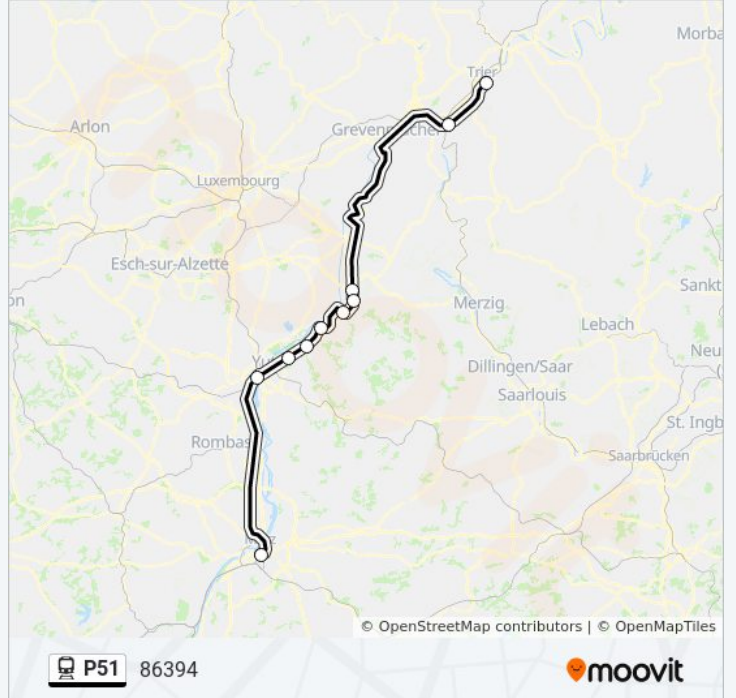 Morba
Trier
Arlon
Grevenmacher
Luxembourg
Esch-sur-Alzette
Sankt
on
Merzig
Lebach
Neu
Yu
Dillingen/Saar
Saarlouis
St. Ingb
Rombas
Saarbrücken
© OpenStreetMap contributors | © OpenMapTiles
P51 86394 moovit